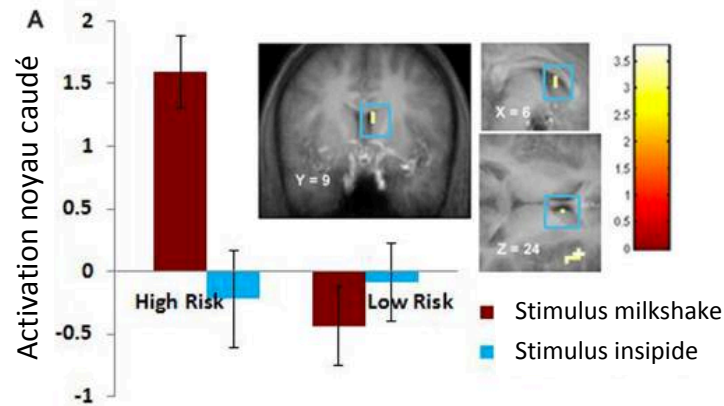 A
Activation noyau caudé
2
1.5
1
0.5
0
-0.5
-1
High Risk
Low Risk
Y = 9
X = 6
Z = 24
3.5
3
2.5
2
1.5
1
0.5
0
Stimulus milkshake
Stimulus insipide